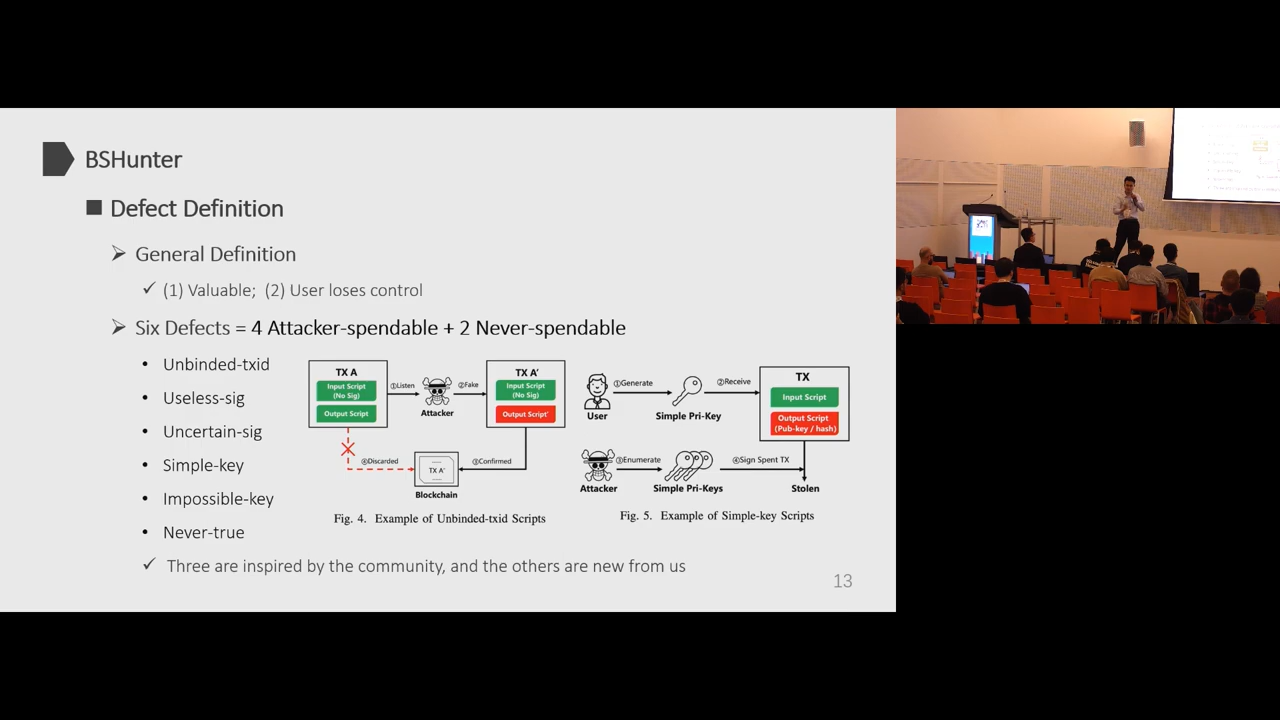 BSHunter
Defect Definition
General Definition
(1) Valuable; (2) User loses control
Six Defects = 4 Attacker-spendable + 2 Never-spendable
Unbinded-txid
Useless-sig
Uncertain-sig
Simple-key
Impossible-key
Never-true
Three are inspired by the community, and the others are new from us
TX A
Input Script
(No Sig)
Output Script
①Listen
Attacker
②Fake
TX A'
Input Script
(No Sig)
Output Script'
④Discarded
TX A'
③Confirmed
Blockchain
Fig. 4. Example of Unbinded-txid Scripts
User
①Generate
Simple Pri-Key
②Receive
TX
Input Script
Output Script
(Pub-key / hash)
Attacker
③Enumerate
Simple Pri-Keys
④Sign Spent TX
Stolen
Fig. 5. Example of Simple-key Scripts
13